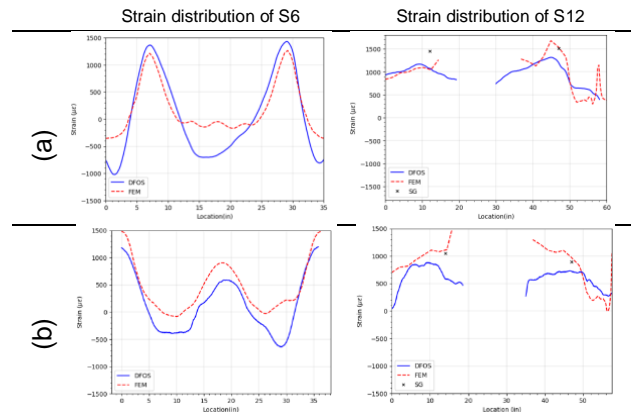 Strain distribution of S6
Strain distribution of S12
(a)
Strain (με)
1500
1000
500
0
−500
−1000
−1500
DFOS
FEM
0
5
10
15
20
25
30
35
Location(in)
Strain (με)
1500
1000
500
0
−500
−1000
−1500
DFOS
FEM
SG
0
10
20
30
40
50
60
Location(in)
(b)
Strain (με)
1500
1000
500
0
−500
−1000
−1500
DFOS
FEM
0
5
10
15
20
25
30
35
Location(in)
Strain (με)
1000
500
0
−500
−1000
−1500
DFOS
FEM
SG
0
10
20
30
40
50
Location (in)